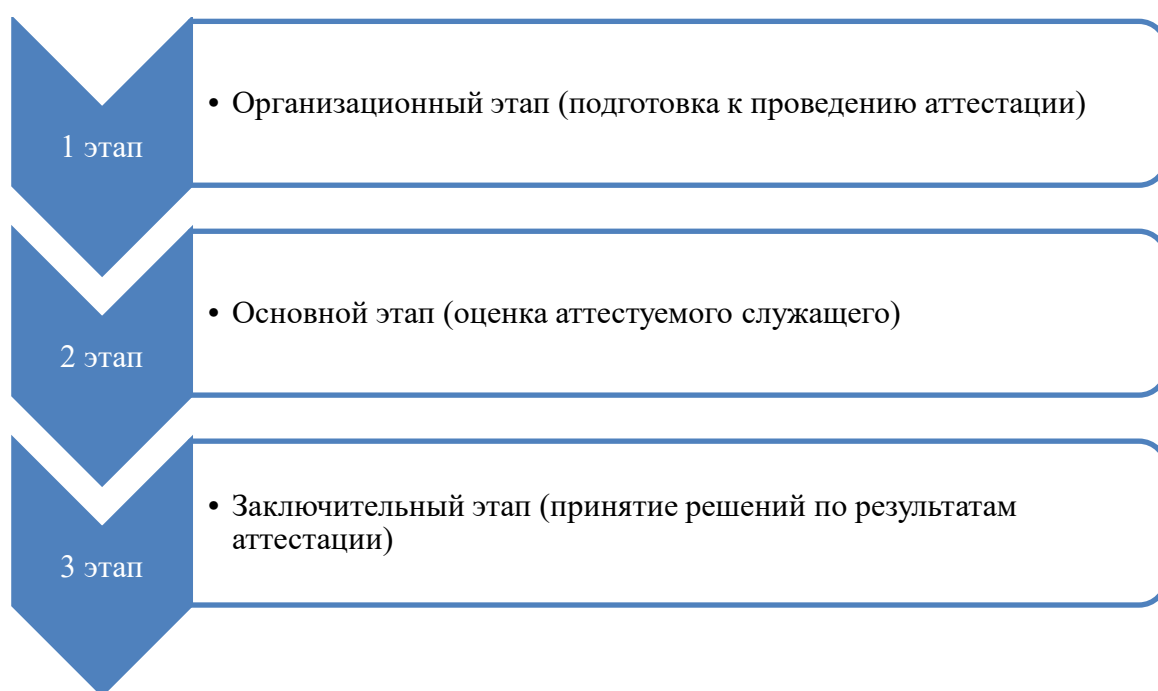 1 этап
• Организационный этап (подготовка к проведению аттестации)
2 этап
• Основной этап (оценка аттестуемого служащего)
3 этап
• Заключительный этап (принятие решений по результатам
аттестации)